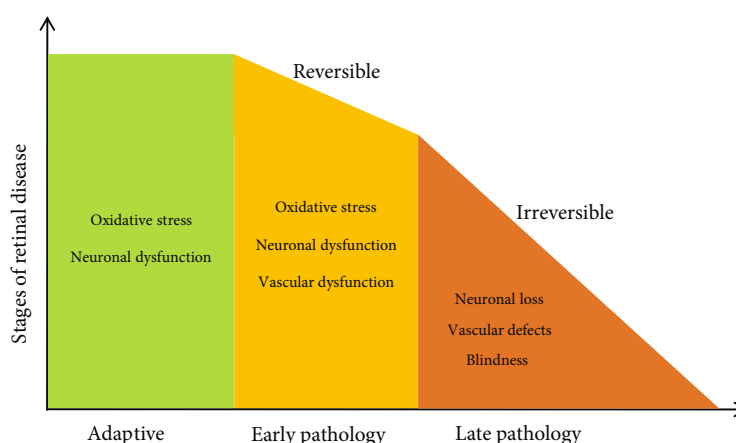 Stages of retinal disease
Reversible
Irreversible
Oxidative stress
Neuronal dysfunction
Oxidative stress
Neuronal dysfunction
Vascular dysfunction
Neuronal loss
Vascular defects
Blindness
Adaptive
Early pathology
Late pathology